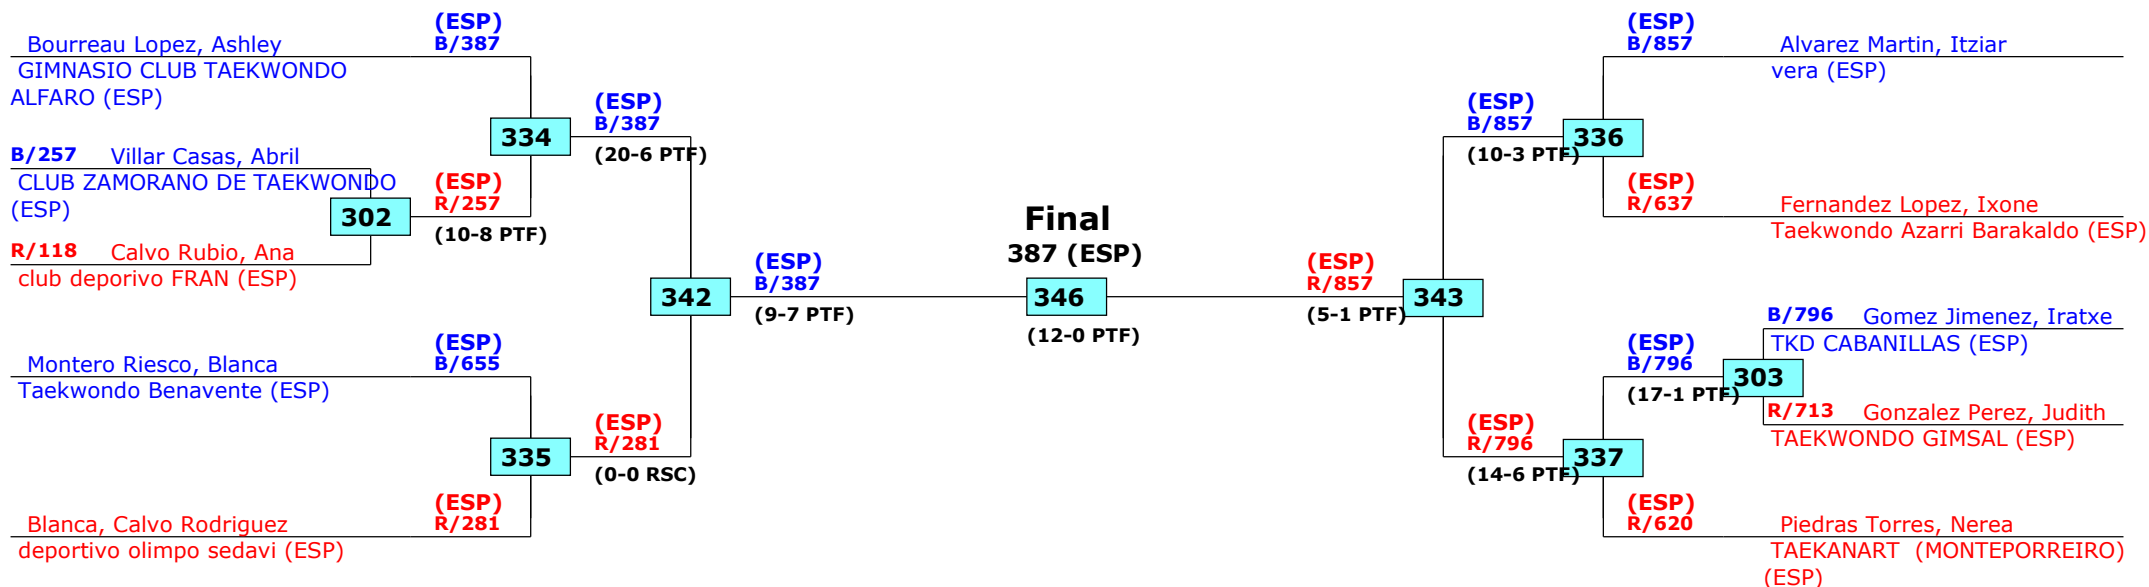 (ESP)
B/387
Bourreau Lopez, Ashley
GIMNASIO CLUB TAEKWONDO
ALFARO (ESP)
334
(ESP)
B/387
(20-6 PTF)
B/257 Villar Casas, Abril
CLUB ZAMORANO DE TAEKWONDO
(ESP)
302
(ESP)
R/257
(10-8 PTF)
R/118 Calvo Rubio, Ana
club deporivo FRAN (ESP)
342
(ESP)
B/387
(9-7 PTF)
(ESP)
B/655
Montero Riesco, Blanca
Taekwondo Benavente (ESP)
335
(ESP)
R/281
(0-0 RSC)
(ESP)
R/281
Blanca, Calvo Rodriguez
deportivo olimpo sedavi (ESP)
Final
387 (ESP)
346
(12-0 PTF)
(ESP)
R/857
(5-1 PTF)
343
(ESP)
B/857
(10-3 PTF)
336
(ESP)
B/857
Alvarez Martin, Itziar
vera (ESP)
(ESP)
R/637
Fernandez Lopez, Ixone
Taekwondo Azarri Barakaldo (ESP)
B/796 Gomez Jimenez, Iratxe
TKD CABANILLAS (ESP)
(ESP)
B/796
(17-1 PTF)
303
R/713 Gonzalez Perez, Judith
TAEKWONDO GIMSAL (ESP)
(ESP)
R/796
(14-6 PTF)
337
(ESP)
R/620
Piedras Torres, Nerea
TAEKANART (MONTEPORREIRO)
(ESP)